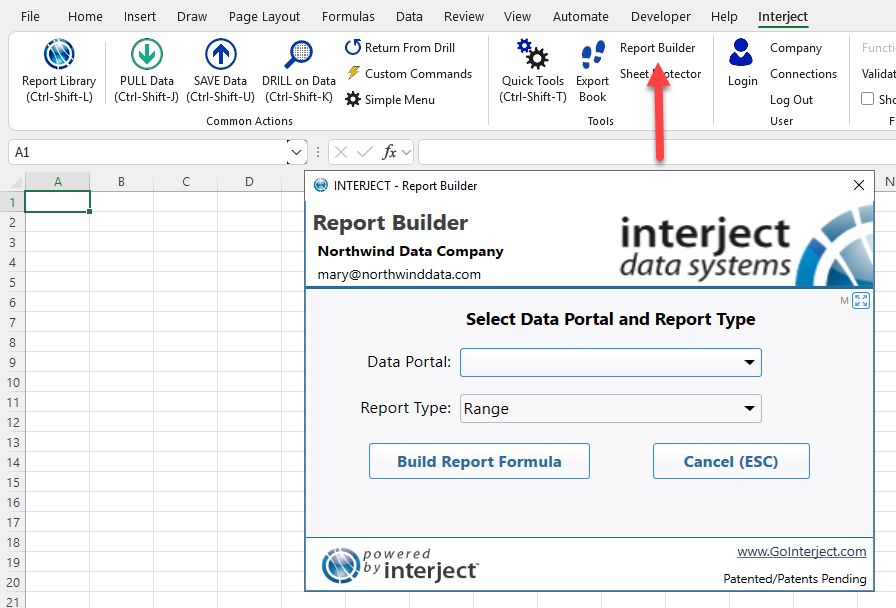 File Home Insert Draw Page Layout Formulas Data Review View Automate Developer Help Interject
Report Library
(Ctrl-Shift-L)
PULL Data
(Ctrl-Shift-J)
SAVE Data
(Ctrl-Shift-U)
DRILL on Data
(Ctrl-Shift-K)
Return From Drill
Custom Commands
Simple Menu
Common Actions
Quick Tools
(Ctrl-Shift-T)
Export
Book
Report Builder
Sheet Protector
Tools
Login
Company
Connections
Log Out
User
Functi
Validat
Sho
F
A1
fx
A B C D N
1
2
3
4
5
6
7
8
9
10
11
12
13
14
15
16
17
18
19
20
21
INTERJECT - Report Builder
Report Builder
Northwind Data Company
mary@northwinddata.com
interject
data systems
M
Select Data Portal and Report Type
Data Portal:
Report Type: Range
Build Report Formula Cancel (ESC)
powered
by interject
www.GoInterject.com
Patented/Patents Pending